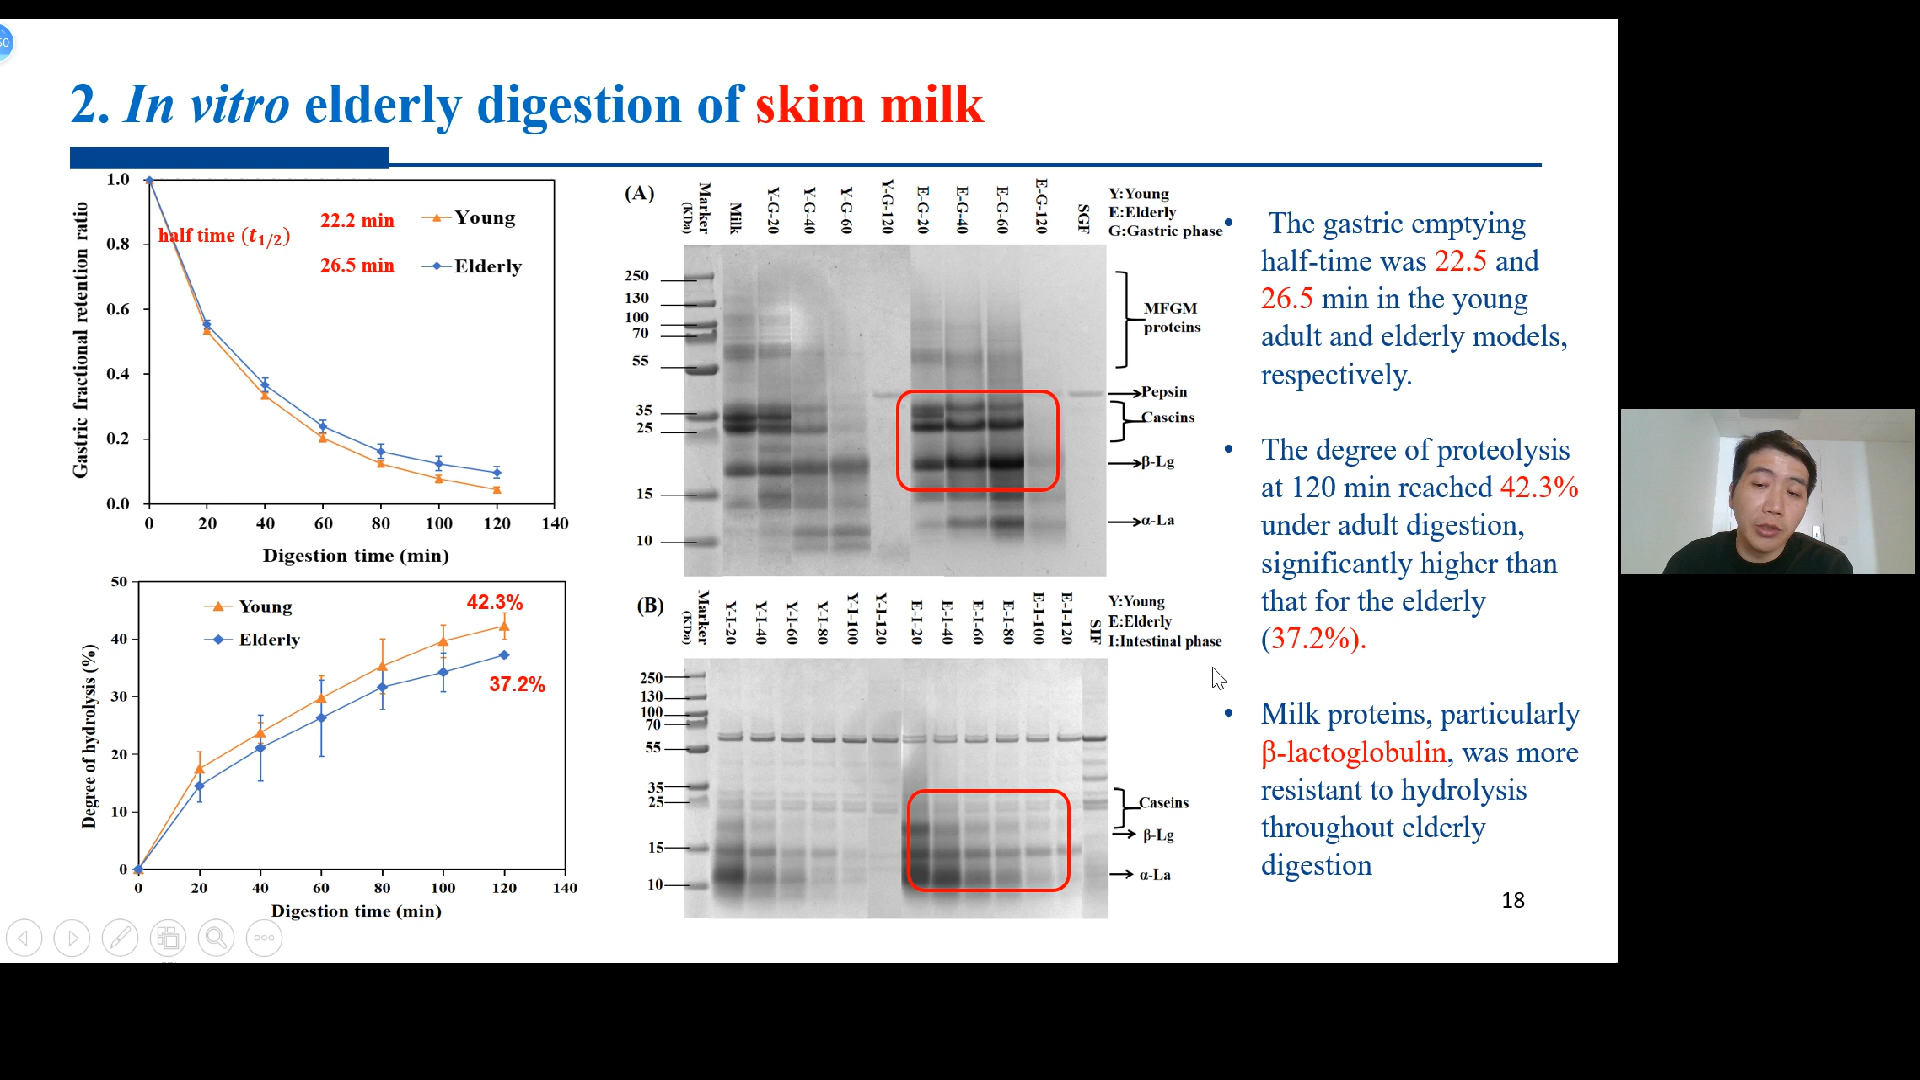 50
2. In vitro elderly digestion of skim milk
Gastric fractional retention ratio
1.0
0.8
0.6
0.4
0.2
0.0
half time (t1/2)
22.2 min
26.5 min
Young
Elderly
0 20 40 60 80 100 120 140
Digestion time (min)
Degree of hydrolysis (%)
50
40
30
20
10
0
Young
Elderly
42.3%
37.2%
0 20 40 60 80 100 120 140
Digestion time (min)
(A)
Marker
(KDa)
Milk
Y-G-20
Y-G-40
Y-G-60
Y-G-120
E-G-20
E-G-40
E-G-60
E-G-120
SGF
Y:Young
E:Elderly
G:Gastric phase
250
130
100
70
55
35
25
15
10
MFGM
proteins
Pepsin
Caseins
β-Lg
α-La
(B)
Marker
(KDa)
Y-I-20
Y-I-40
Y-I-60
Y-I-80
Y-I-100
Y-I-120
E-I-20
E-I-40
E-I-60
E-I-80
E-I-100
E-I-120
SIF
Y:Young
E:Elderly
I:Intestinal phase
250
130
100
70
55
35
25
15
10
Caseins
β-Lg
α-La
• The gastric emptying
half-time was 22.5 and
26.5 min in the young
adult and elderly models,
respectively.
• The degree of proteolysis
at 120 min reached 42.3%
under adult digestion,
significantly higher than
that for the elderly
(37.2%).
• Milk proteins, particularly
β-lactoglobulin, was more
resistant to hydrolysis
throughout elderly
digestion
18